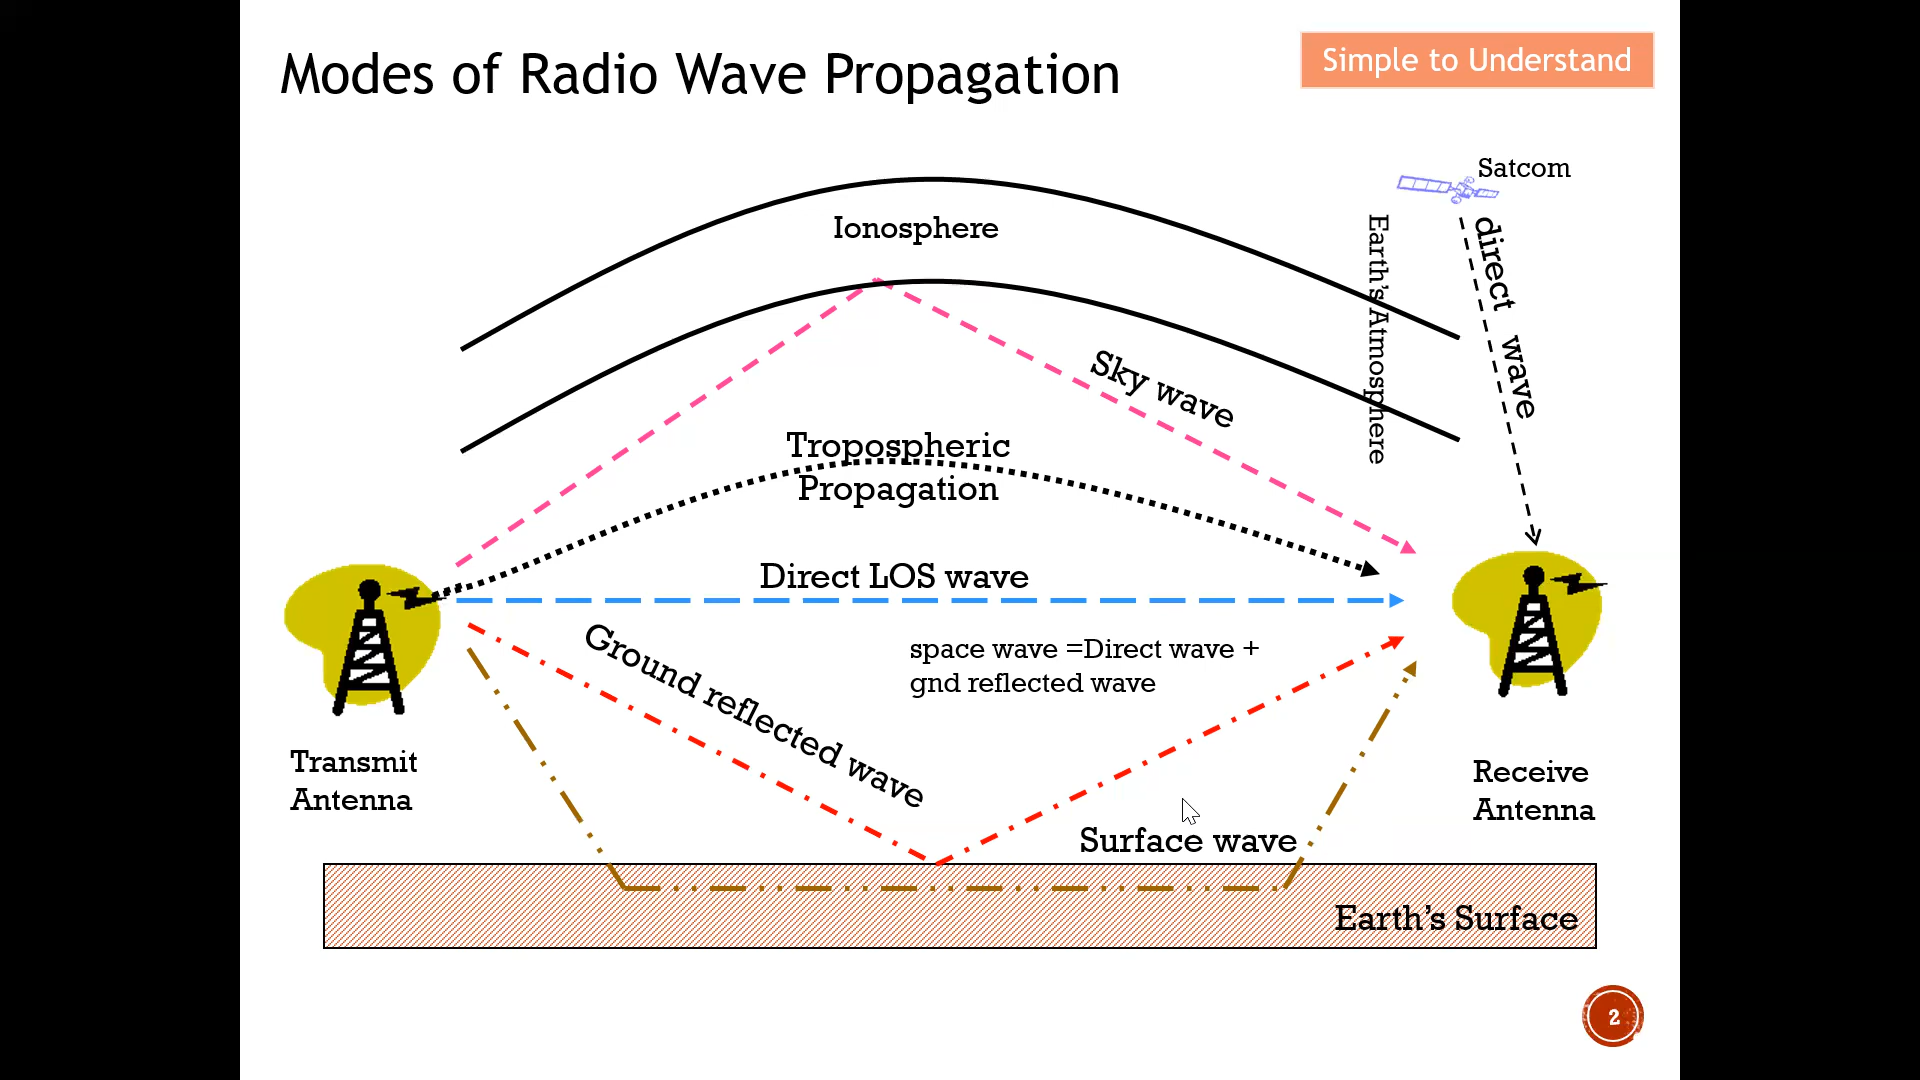 Modes of Radio Wave Propagation
Simple to Understand
Satcom
Ionosphere
Earth's Atmosphere
direct wave
Sky wave
Tropospheric
Propagation
Direct LOS wave
Ground reflected wave
space wave =Direct wave +
gnd reflected wave
Transmit
Antenna
Receive
Antenna
Surface wave
Earth's Surface
2